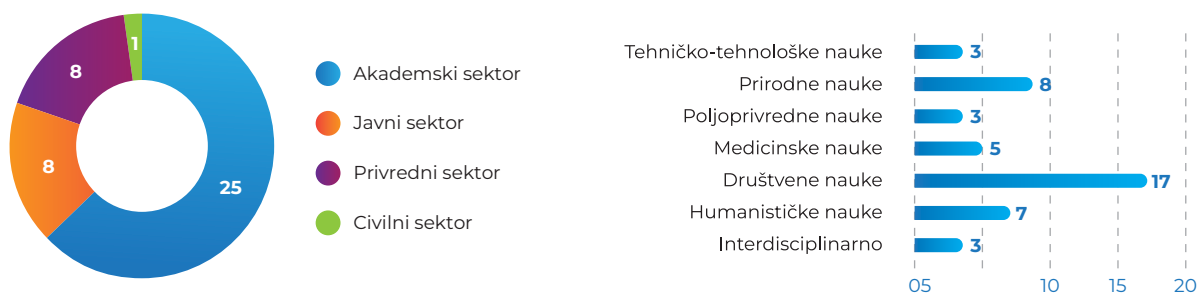 1
8
8
25
Akademski sektor
Javni sektor
Privredni sektor
Civilni sektor
Tehničko-tehnološke nauke 3
Prirodne nauke 8
Poljoprivredne nauke 3
Medicinske nauke 5
Društvene nauke 17
Humanističke nauke 7
Interdisciplinarno 3
05 10 15 20